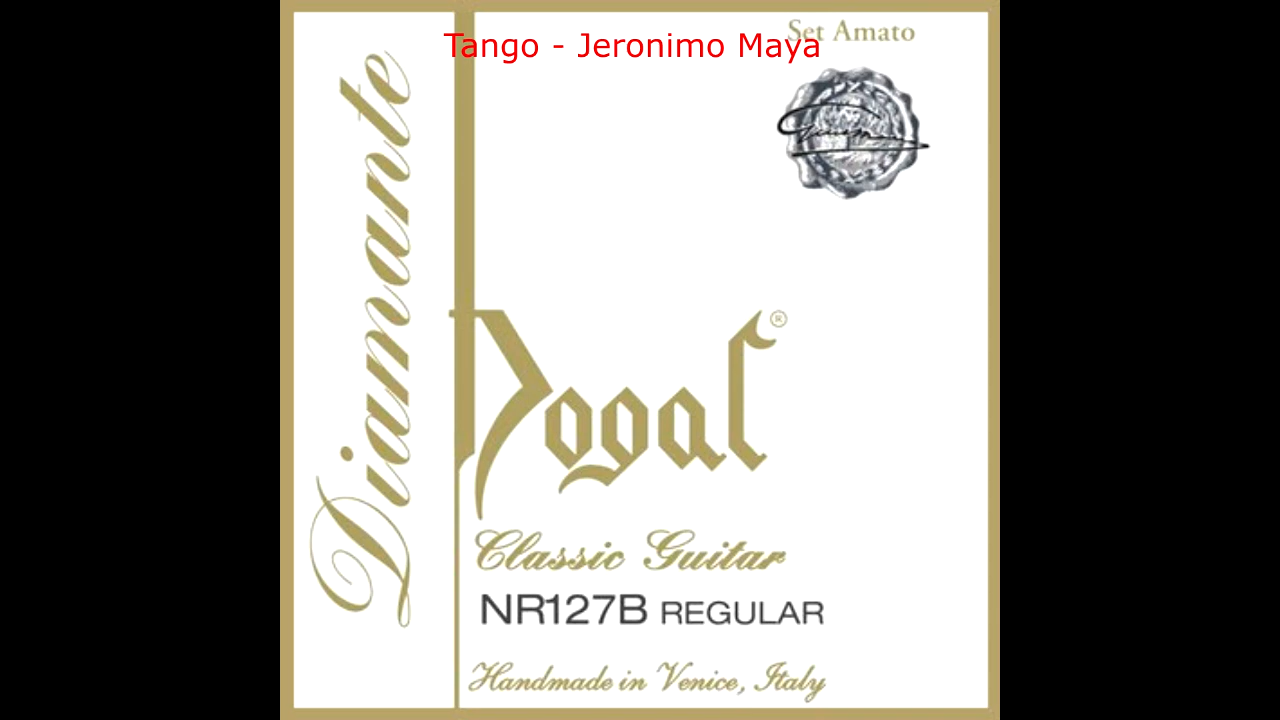 Set Amato
Tango - Jeronimo Maya
Diamante
Dogal®
Classic Guitar
NR127B REGULAR
Handmade in Venice, Italy